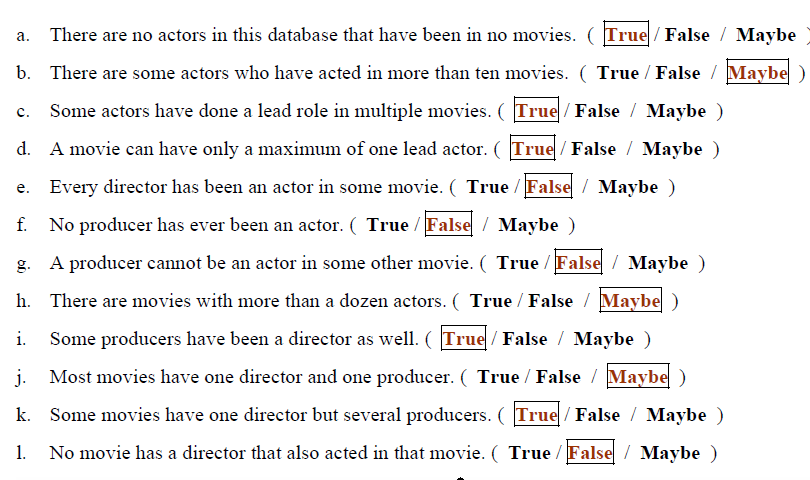 a. There are no actors in this database that have been in no movies. ( True / False / Maybe )
b. There are some actors who have acted in more than ten movies. ( True / False / Maybe )
c. Some actors have done a lead role in multiple movies. ( True / False / Maybe )
d. A movie can have only a maximum of one lead actor. ( True / False / Maybe )
e. Every director has been an actor in some movie. ( True / False / Maybe )
f. No producer has ever been an actor. ( True / False / Maybe )
g. A producer cannot be an actor in some other movie. ( True / False / Maybe )
h. There are movies with more than a dozen actors. ( True / False / Maybe )
i. Some producers have been a director as well. ( True / False / Maybe )
j. Most movies have one director and one producer. ( True / False / Maybe )
k. Some movies have one director but several producers. ( True / False / Maybe )
l. No movie has a director that also acted in that movie. ( True / False / Maybe )